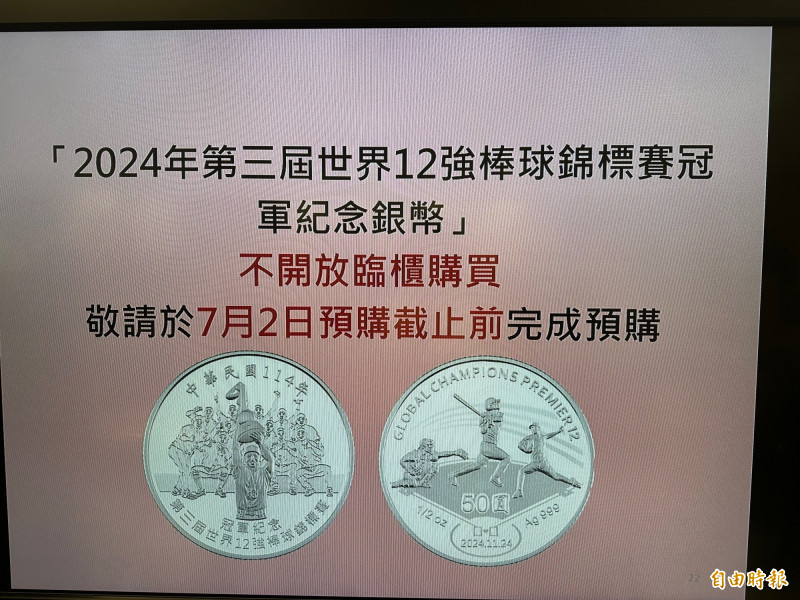 「2024年第三屆世界12強棒球錦標賽冠
軍紀念銀幣」
不開放臨櫃購買
敬請於7月2日預購截止前完成預購
中華民國114年
冠軍紀念
第三屆世界12強棒球錦標賽
GLOBAL CHAMPIONS PREMIER 12
50圓
1/2 oz
Ag 999
2024.11.24
22
自由時報